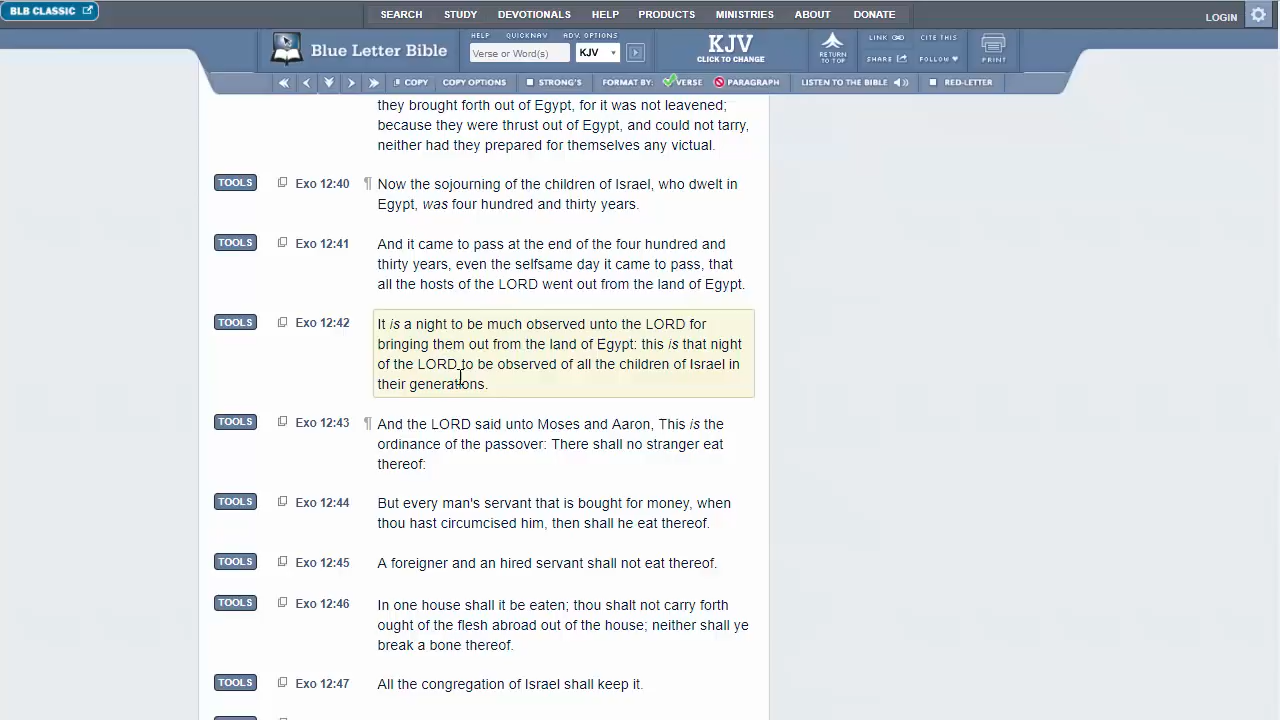 BLB CLASSIC
SEARCH STUDY DEVOTIONALS HELP PRODUCTS MINISTRIES ABOUT DONATE
LOGIN
Blue Letter Bible
HELP QUICKNAV ADV. OPTIONS
Verse or Word(s) KJV
KJV
CLICK TO CHANGE
RETURN
TO TOP
LINK CITE THIS
SHARE FOLLOW
PRINT
COPY COPY OPTIONS STRONG'S FORMAT BY: VERSE PARAGRAPH LISTEN TO THE BIBLE RED-LETTER
they brought forth out of Egypt, for it was not leavened;
because they were thrust out of Egypt, and could not tarry,
neither had they prepared for themselves any victual.
TOOLS Exo 12:40 ¶ Now the sojourning of the children of Israel, who dwelt in
Egypt, was four hundred and thirty years.
TOOLS Exo 12:41 And it came to pass at the end of the four hundred and
thirty years, even the selfsame day it came to pass, that
all the hosts of the LORD went out from the land of Egypt.
TOOLS Exo 12:42 It is a night to be much observed unto the LORD for
bringing them out from the land of Egypt: this is that night
of the LORD to be observed of all the children of Israel in
their generations.
TOOLS Exo 12:43 ¶ And the LORD said unto Moses and Aaron, This is the
ordinance of the passover: There shall no stranger eat
thereof:
TOOLS Exo 12:44 But every man's servant that is bought for money, when
thou hast circumcised him, then shall he eat thereof.
TOOLS Exo 12:45 A foreigner and an hired servant shall not eat thereof.
TOOLS Exo 12:46 In one house shall it be eaten; thou shalt not carry forth
ought of the flesh abroad out of the house; neither shall ye
break a bone thereof.
TOOLS Exo 12:47 All the congregation of Israel shall keep it.